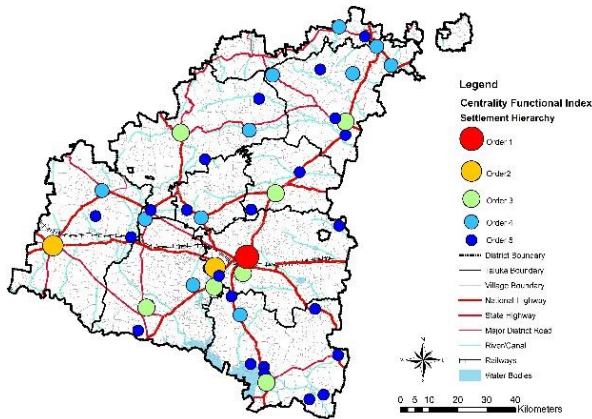 Legend
Centrality Functional Index
Settlement Hierarchy
Order 1
Order2
Order 3
Order 4
Order 5
District Boundary
Taluka Boundary
Village Boundary
National Highway
State Highway
Major District Road
River/Canal
Railways
Water Bodies
0 5 10 20 30 40
Kilometers